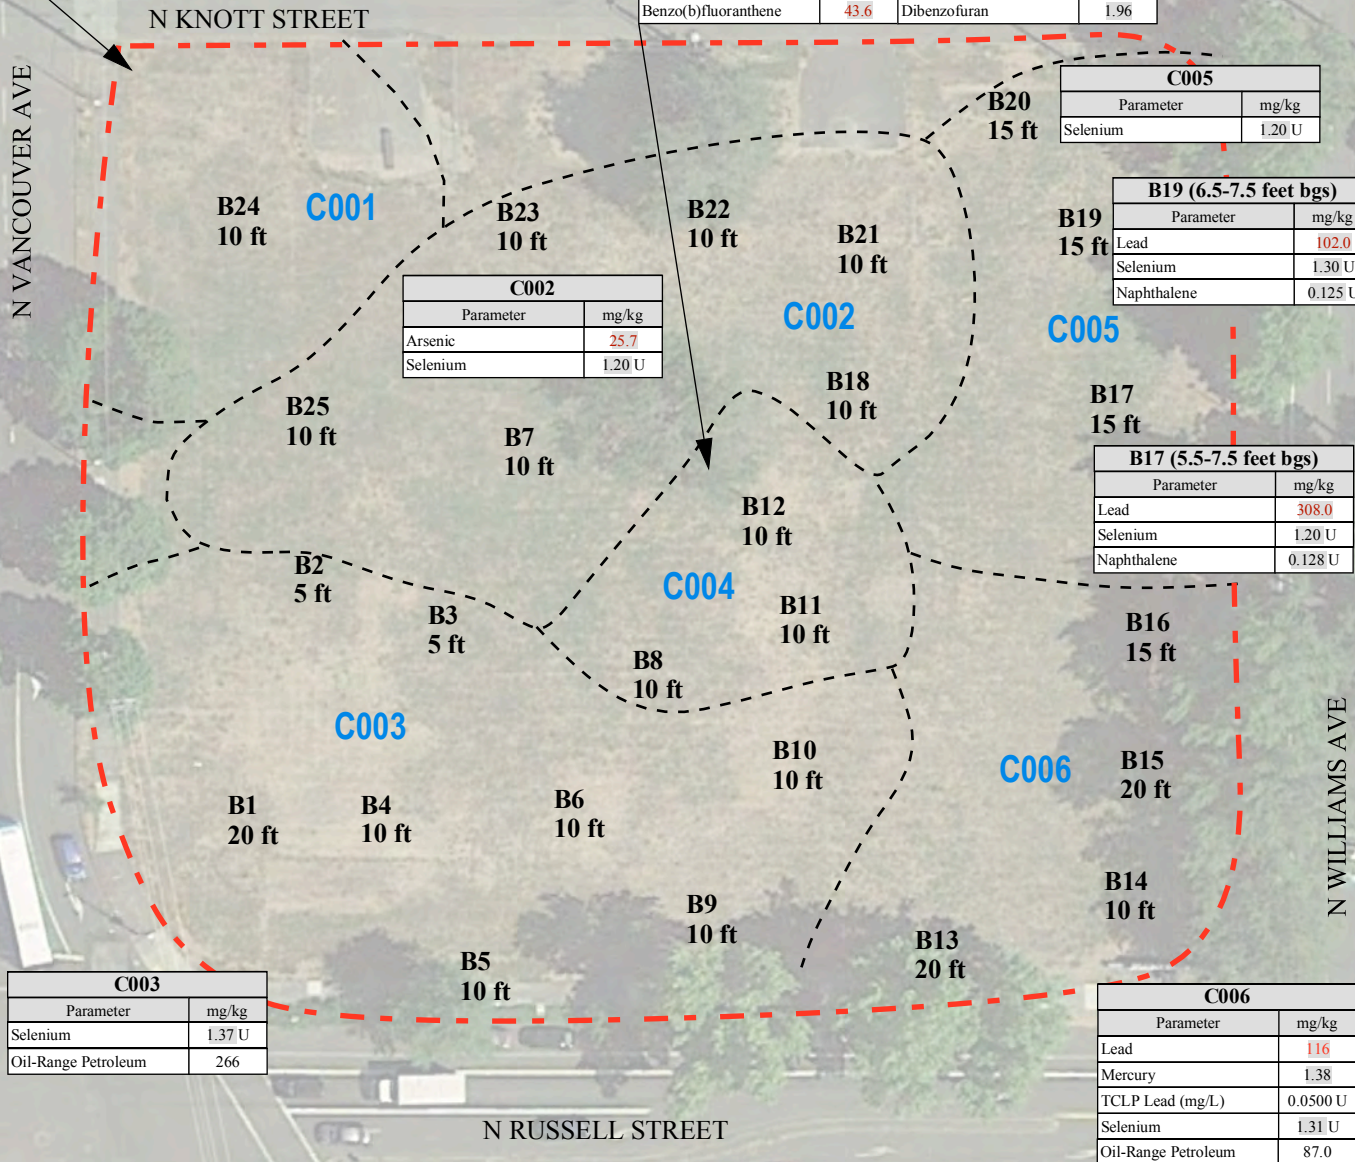 N KNOTT STREET
Benzo(b)fluoranthene 43.6 Dibenzofuran 1.96
N VANCOUVER AVE
C005
Parameter mg/kg
Selenium 1.20 U
B20
15 ft
B19 (6.5-7.5 feet bgs)
Parameter mg/kg
Lead 102.0
Selenium 1.30 U
Naphthalene 0.125 U
B24
10 ft
C001
B23
10 ft
B22
10 ft
B21
10 ft
B19
15 ft
C002
Parameter mg/kg
Arsenic 25.7
Selenium 1.20 U
C002
C005
B25
10 ft
B7
10 ft
B18
10 ft
B17
15 ft
B17 (5.5-7.5 feet bgs)
Parameter mg/kg
Lead 308.0
Selenium 1.20 U
Naphthalene 0.128 U
B12
10 ft
B2
5 ft
C004
B3
5 ft
B11
10 ft
B16
15 ft
B8
10 ft
C003
B10
10 ft
C006
B15
20 ft
N WILLIAMS AVE
B1
20 ft
B4
10 ft
B6
10 ft
B14
10 ft
B9
10 ft
B13
20 ft
B5
10 ft
C003
Parameter mg/kg
Selenium 1.37 U
Oil-Range Petroleum 266
C006
Parameter mg/kg
Lead 116
Mercury 1.38
TCLP Lead (mg/L) 0.0500 U
Selenium 1.31 U
Oil-Range Petroleum 87.0
N RUSSELL STREET